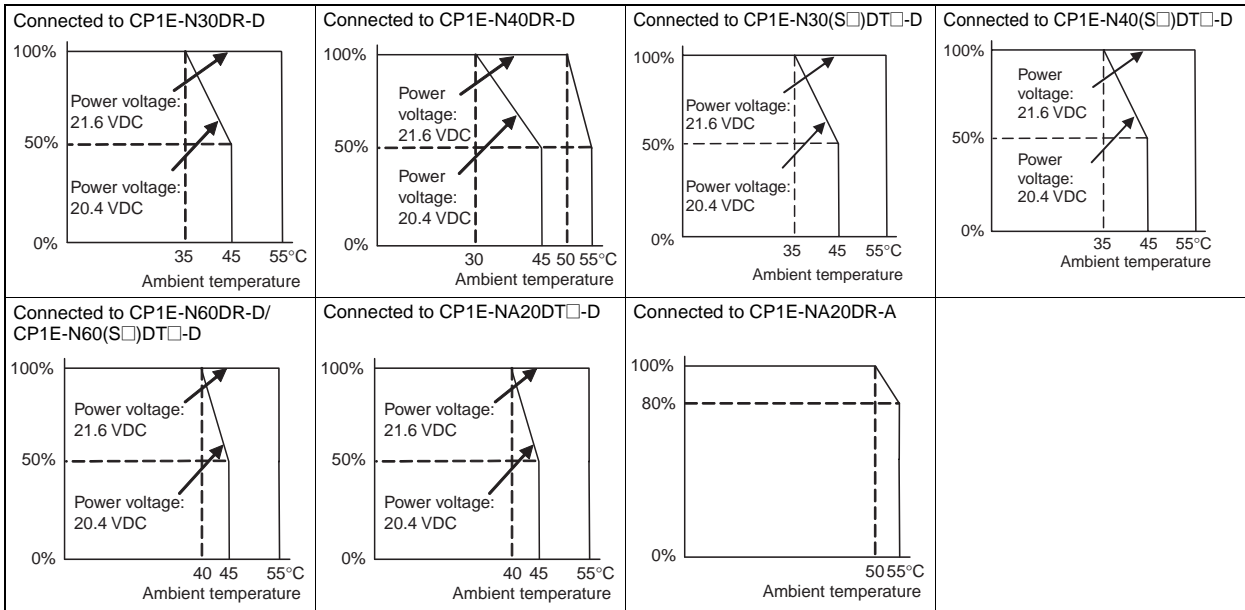 Connected to CP1E-N30DR-D
100%
Power voltage:
21.6 VDC
50%
Power voltage:
20.4 VDC
0%
35 45 55°C
Ambient temperature
Connected to CP1E-N40DR-D
100%
Power
voltage:
21.6 VDC
50%
Power
voltage:
20.4 VDC
0%
30 45 50 55°C
Ambient temperature
Connected to CP1E-N30(S□)DT□-D
100%
Power voltage:
21.6 VDC
50%
Power voltage:
20.4 VDC
0%
35 45 55°C
Ambient temperature
Connected to CP1E-N40(S□)DT□-D
100%
Power
voltage:
21.6 VDC
50%
Power
voltage:
20.4 VDC
0%
35 45 55°C
Ambient temperature
Connected to CP1E-N60DR-D/
CP1E-N60(S□)DT□-D
100%
Power voltage:
21.6 VDC
50%
Power voltage:
20.4 VDC
0%
40 45 55°C
Ambient temperature
Connected to CP1E-NA20DT□-D
100%
Power voltage:
21.6 VDC
50%
Power voltage:
20.4 VDC
0%
40 45 55°C
Ambient temperature
Connected to CP1E-NA20DR-A
100%
80%
0%
50 55°C
Ambient temperature